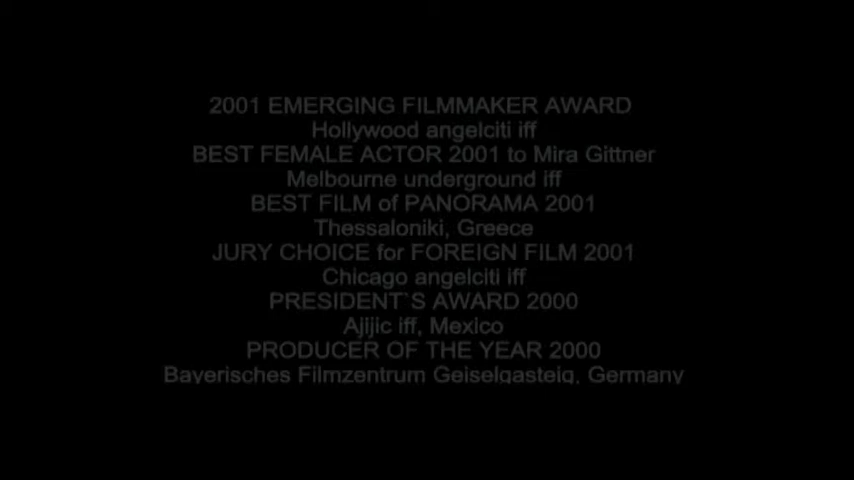 2001 EMERGING FILMMAKER AWARD
Hollywood angelciti iff
BEST FEMALE ACTOR 2001 to Mira Gittner
Melbourne underground iff
BEST FILM of PANORAMA 2001
Thessaloniki, Greece
JURY CHOICE for FOREIGN FILM 2001
Chicago angelciti iff
PRESIDENT`S AWARD 2000
Ajijic iff, Mexico
PRODUCER OF THE YEAR 2000
Bayerisches Filmzentrum Geiselgasteig, Germany